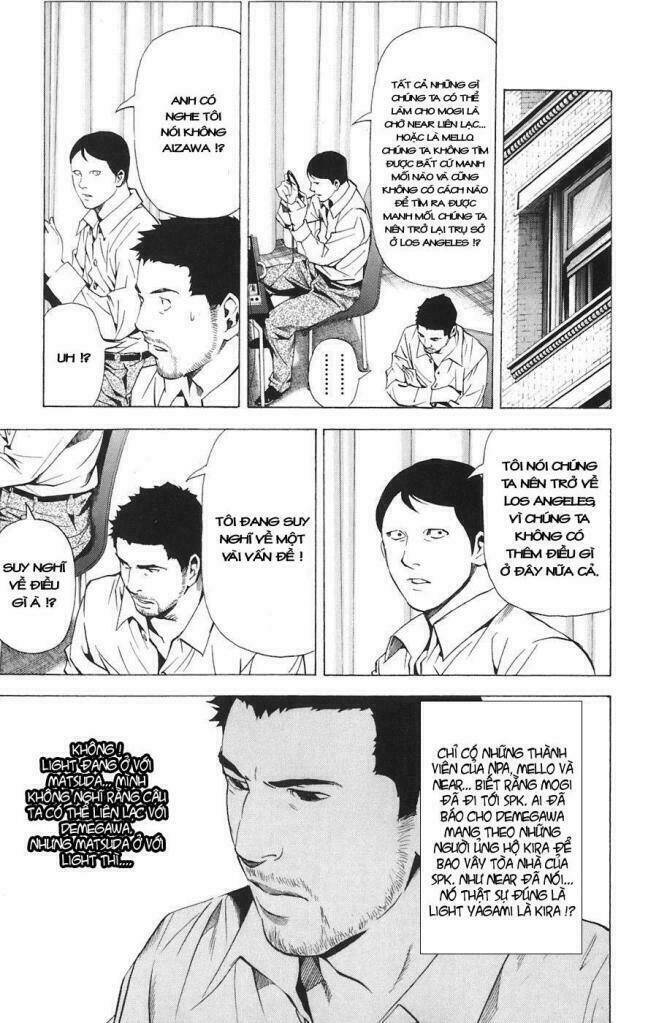 TẤT CẢ NHỮNG GÌ
CHÚNG TA CÓ THỂ
LÀM CHO MOGI LÀ
CHỜ NEAR LIÊN LẠC...
HOẶC LÀ MELLO.
CHÚNG TA KHÔNG TÌM
ĐƯỢC BẤT CỨ MANH
MỐI NÀO VÀ CŨNG
KHÔNG CÓ CÁCH NÀO
ĐỂ TÌM RA ĐƯỢC
MANH MỐI. CHÚNG TA
NÊN TRỞ LẠI TRỤ SỞ
Ở LOS ANGELES !?
ANH CÓ
NGHE TÔI
NÓI KHÔNG
AIZAWA !?
UH !?
TÔI NÓI CHÚNG
TA NÊN TRỞ VỀ
LOS ANGELES,
VÌ CHÚNG TA
KHÔNG CÓ
THÊM ĐIỀU GÌ
Ở ĐÂY NỮA CẢ.
TÔI ĐANG SUY
NGHĨ VỀ MỘT
VÀI VẤN ĐỀ !
SUY NGHĨ
VỀ ĐIỀU
GÌ À !?
CHỈ CÓ NHỮNG THÀNH
VIÊN CỦA NPA, MELLO VÀ
NEAR... BIẾT RẰNG MOGI
ĐÃ ĐI TỚI SPK. AI ĐÃ
BÁO CHO DEMEGAWA
MANG THEO NHỮNG
NGƯỜI ỦNG HỘ KIRA ĐỂ
BAO VÂY TÒA NHÀ CỦA
SPK. NHƯ NEAR ĐÃ NÓI...
NÓ THẬT SỰ ĐÚNG LÀ
LIGHT YAGAMI LÀ KIRA !?
KHÔNG !
LIGHT ĐANG Ở VỚI
MATSUDA... MÌNH
KHÔNG NGHĨ RẰNG CẬU
TA CÓ THỂ LIÊN LẠC VỚI
DEMEGAWA.
NHƯNG MATSUDA Ở VỚI
LIGHT THÌ....